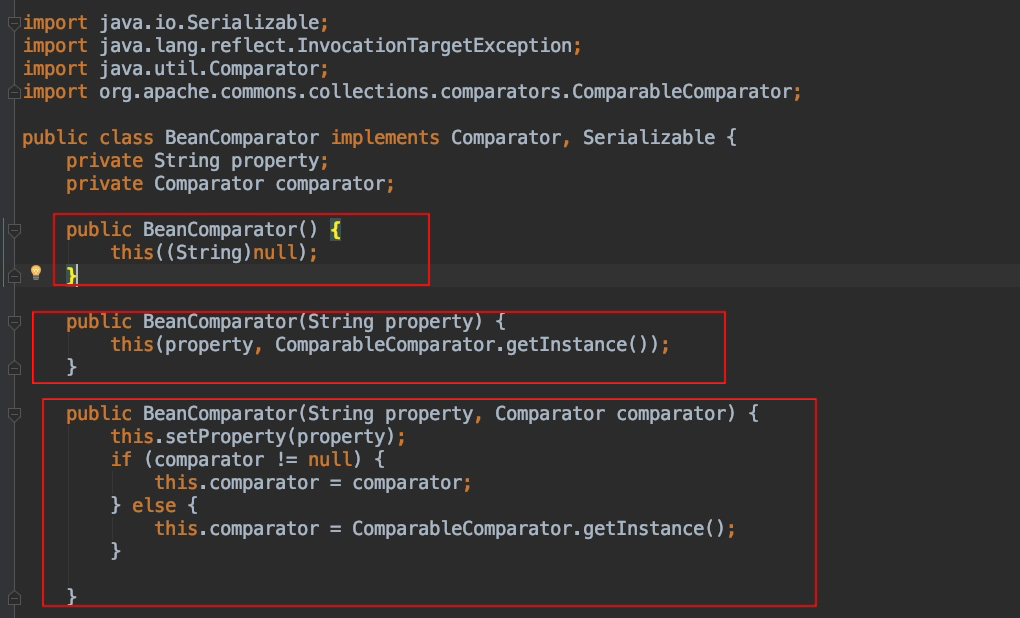 import java.io.Serializable;
import java.lang.reflect.InvocationTargetException;
import java.util.Comparator;
import org.apache.commons.collections.comparators.ComparableComparator;
public class BeanComparator implements Comparator, Serializable {
private String property;
private Comparator comparator;
public BeanComparator() {
this((String)null);
}
public BeanComparator(String property) {
this(property, ComparableComparator.getInstance());
}
public BeanComparator(String property, Comparator comparator) {
this.setProperty(property);
if (comparator != null) {
this.comparator = comparator;
} else {
this.comparator = ComparableComparator.getInstance();
}
}